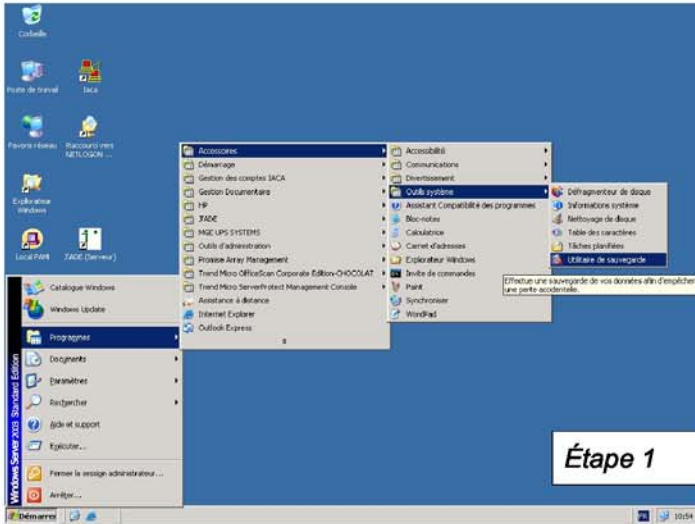 Corbeille
Poste de travail
Iaca
Favoris réseau
Raccourci vers NETLOGON ...
Explorateur Windows
Local PAM
JADE (Serveur)
Windows Server 2003 Standard Edition
Catalogue Windows
Windows Update
Programmes
Documents
Paramètres
Rechercher
Aide et support
Exécuter...
Fermer la session administrateur...
Arrêter...
Accessoires
Démarrage
Gestion des comptes IACA
Gestion Documentaire
HP
JADE
MGE UPS SYSTEMS
Outils d'administration
Promise Array Management
Trend Micro OfficeScan Corporate Edition-CHOCOLAT
Trend Micro ServerProtect Management Console
Assistance à distance
Internet Explorer
Outlook Express
Accessibilité
Communications
Divertissement
Outils système
Assistant Compatibilité des programmes
Bloc-notes
Calculatrice
Carnet d'adresses
Explorateur Windows
Invite de commandes
Paint
Synchroniser
WordPad
Défragmenteur de disque
Informations système
Nettoyage de disque
Table des caractères
Tâches planifiées
Utilitaire de sauvegarde
Effectue une sauvegarde de vos données afin d'empêcher
une perte accidentelle.
Étape 1
Démarrer
FR
10:54